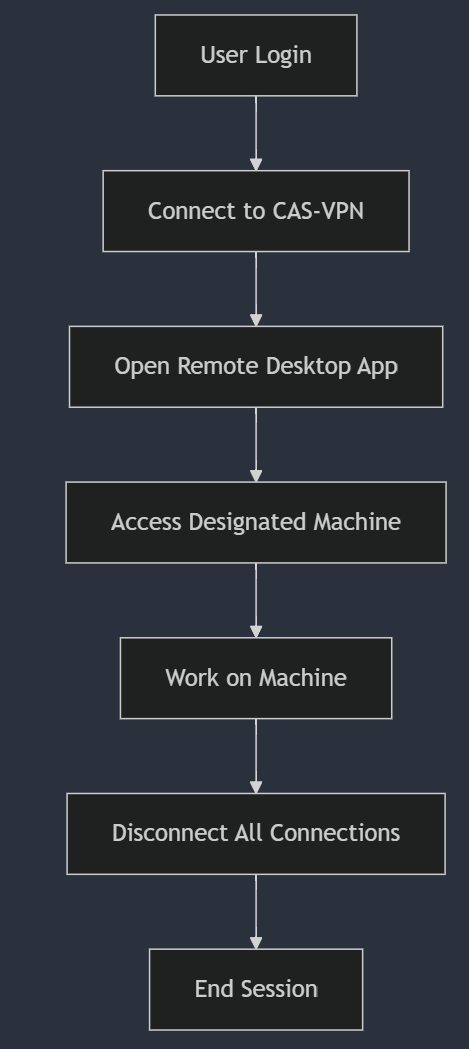 User Login
Connect to CAS-VPN
Open Remote Desktop App
Access Designated Machine
Work on Machine
Disconnect All Connections
End Session